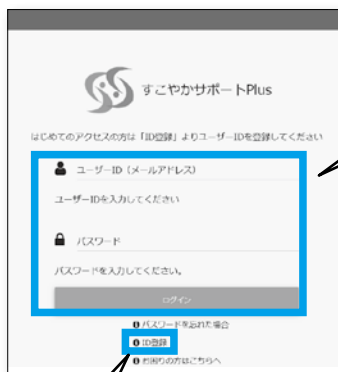 すこやかサポートPlus
はじめてのアクセスの方は「ID登録」よりユーザーIDを登録してください
ユーザーID（メールアドレス）
ユーザーIDを入力してください
パスワード
パスワードを入力してください。
ログイン
パスワードを忘れた場合
ID登録
お困りの方はこちらへ